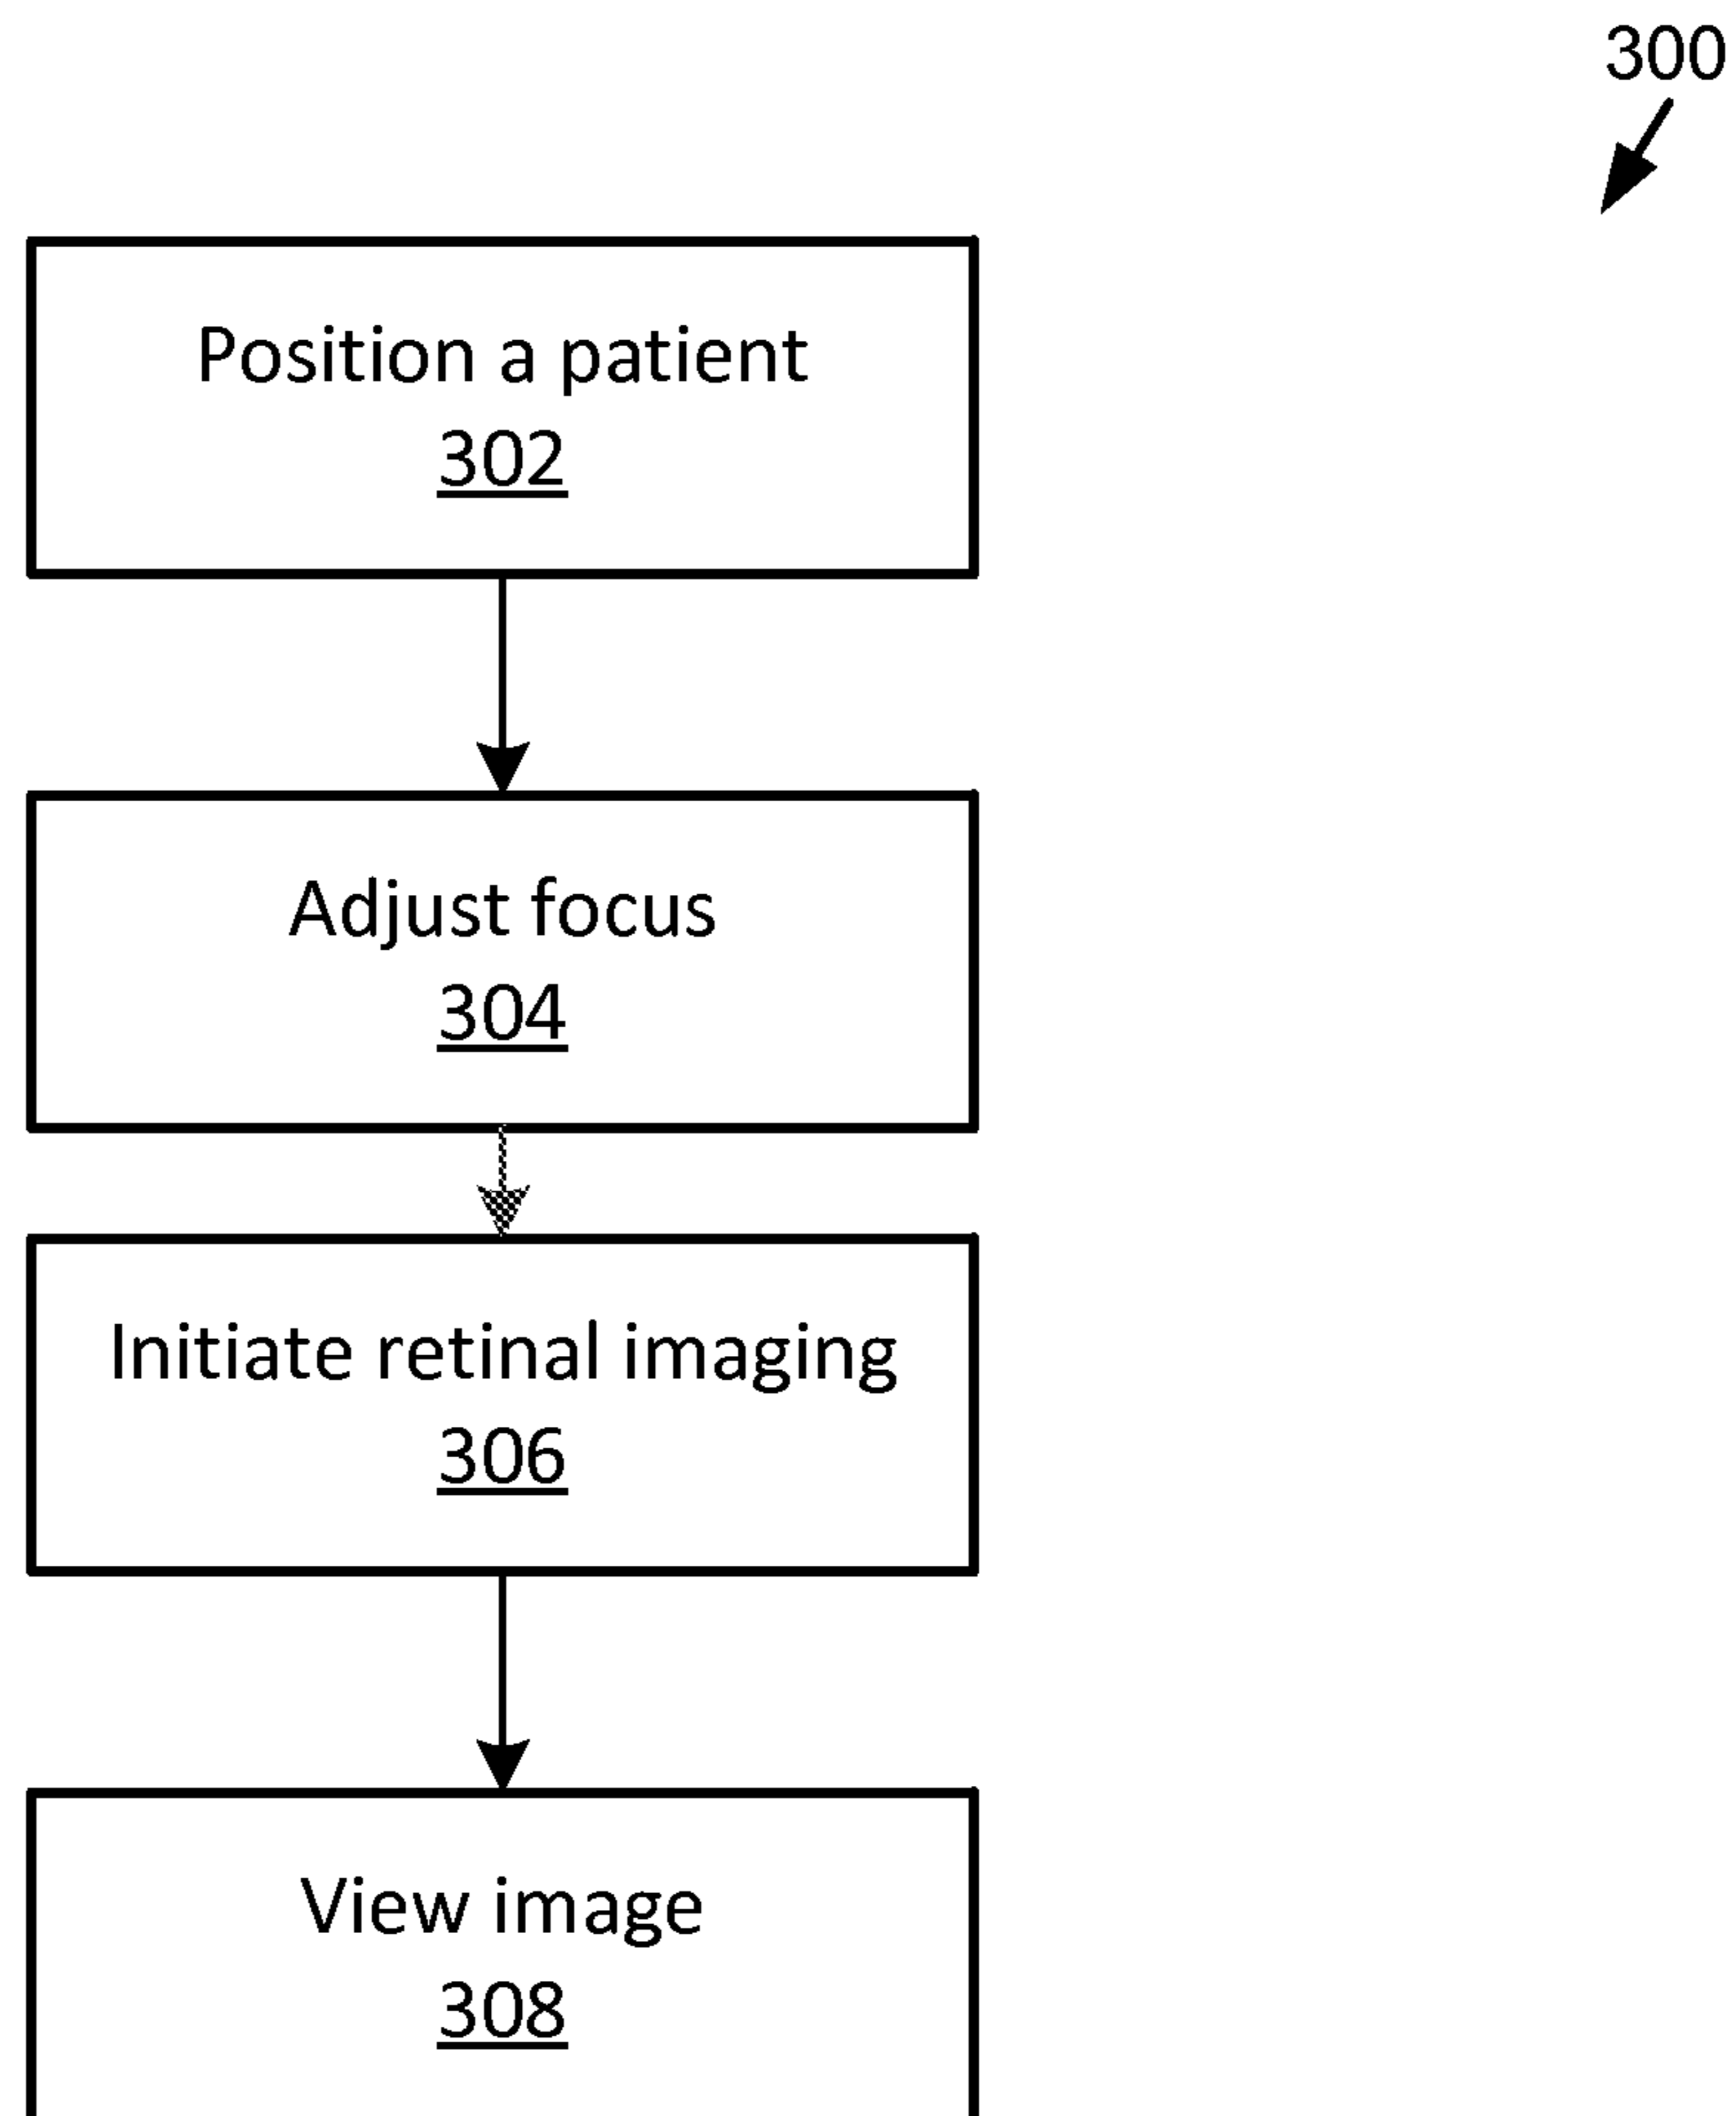 300
Position a patient
302
Adjust focus
304
Initiate retinal imaging
306
View image
308